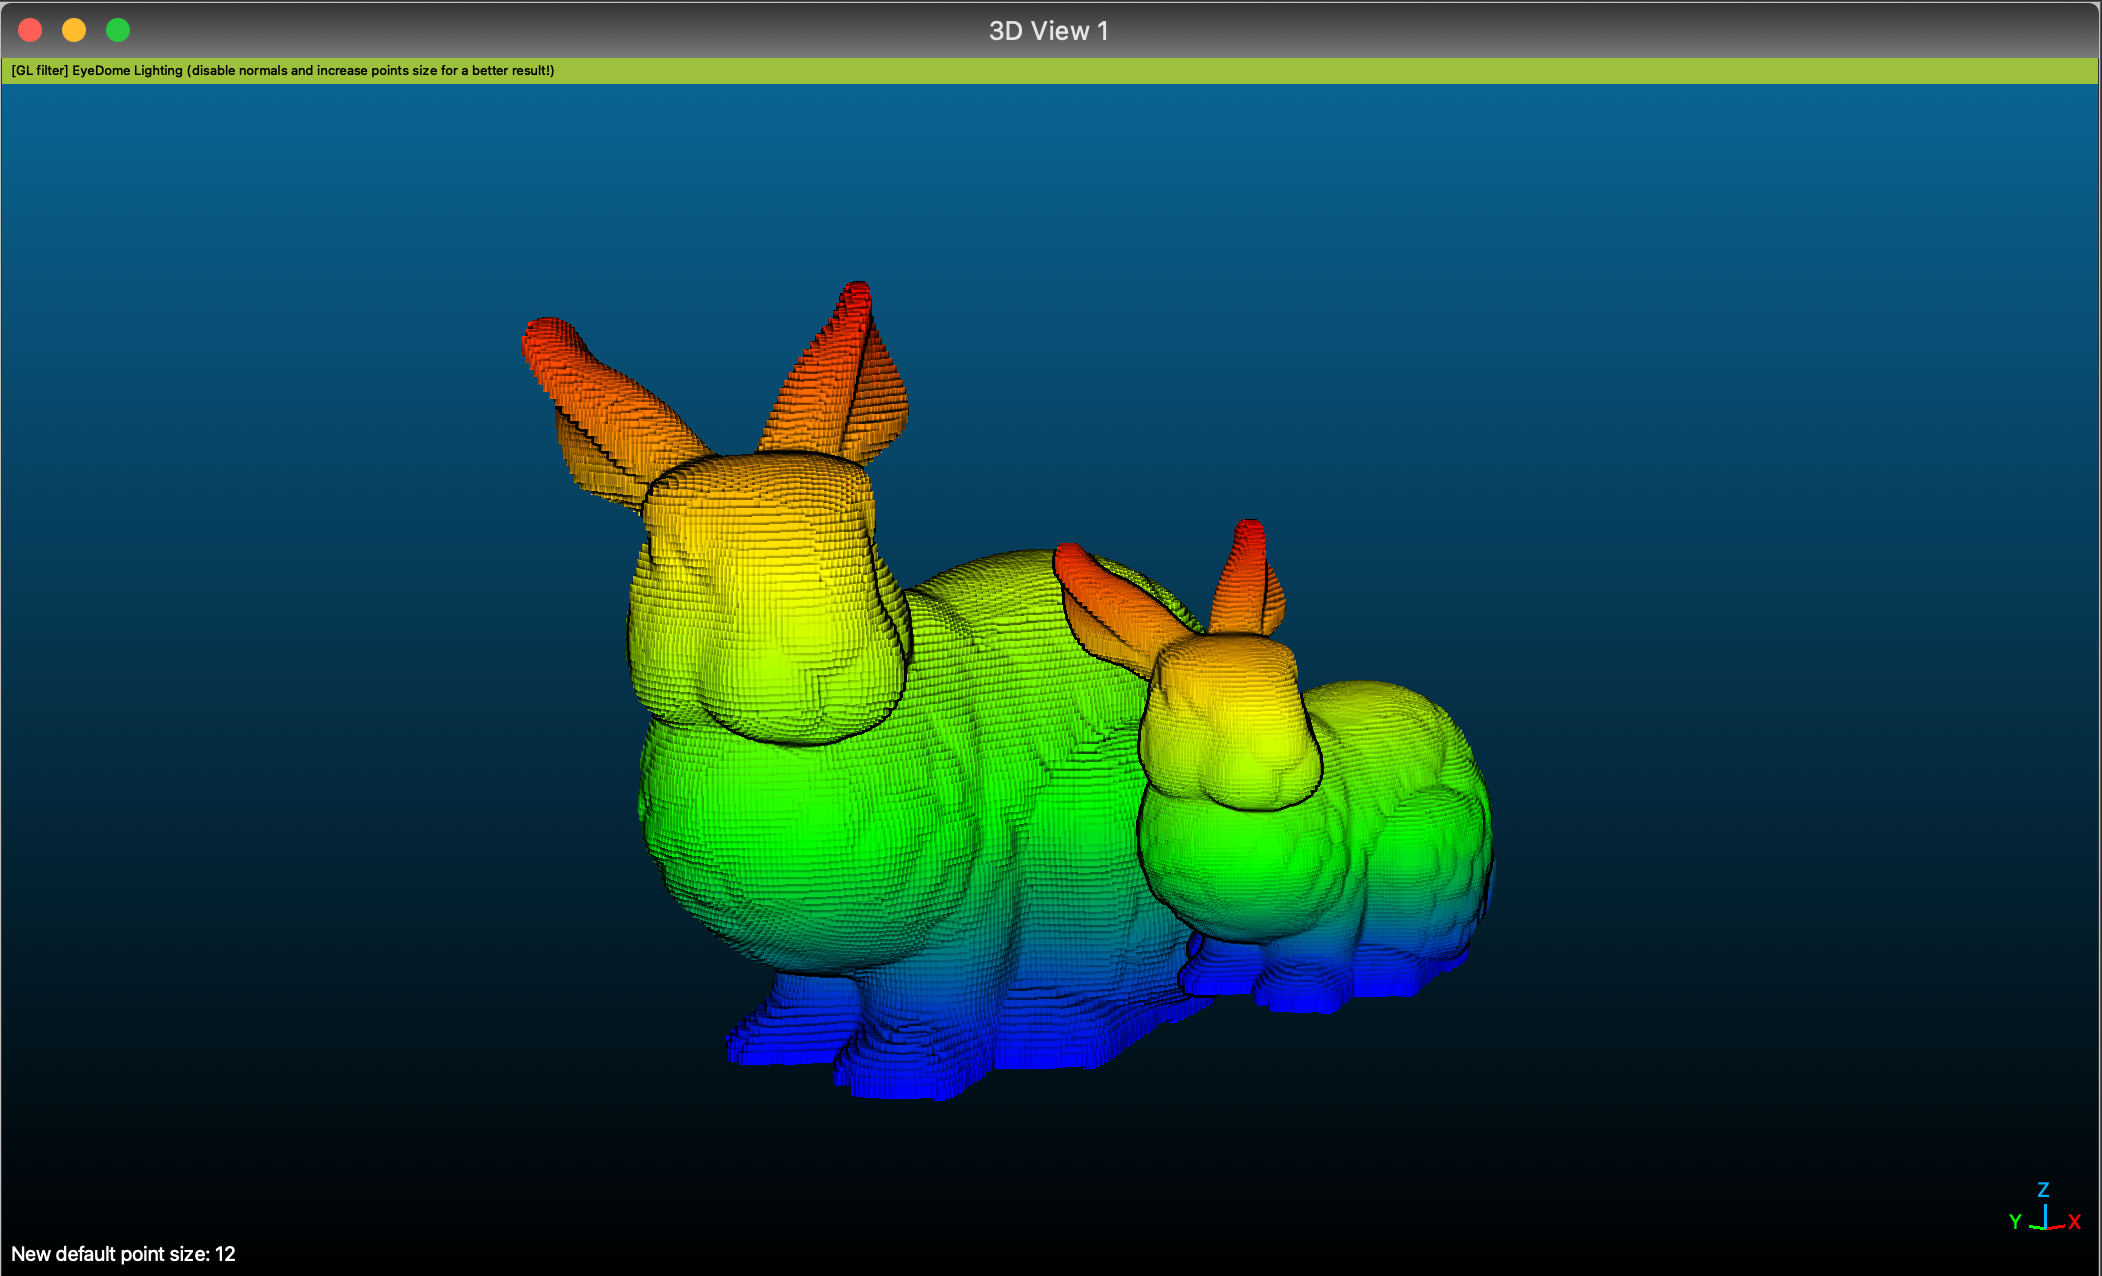 3D View 1
[GL filter] EyeDome Lighting (disable normals and increase points size for a better result!)
Z
Y X
New default point size: 12